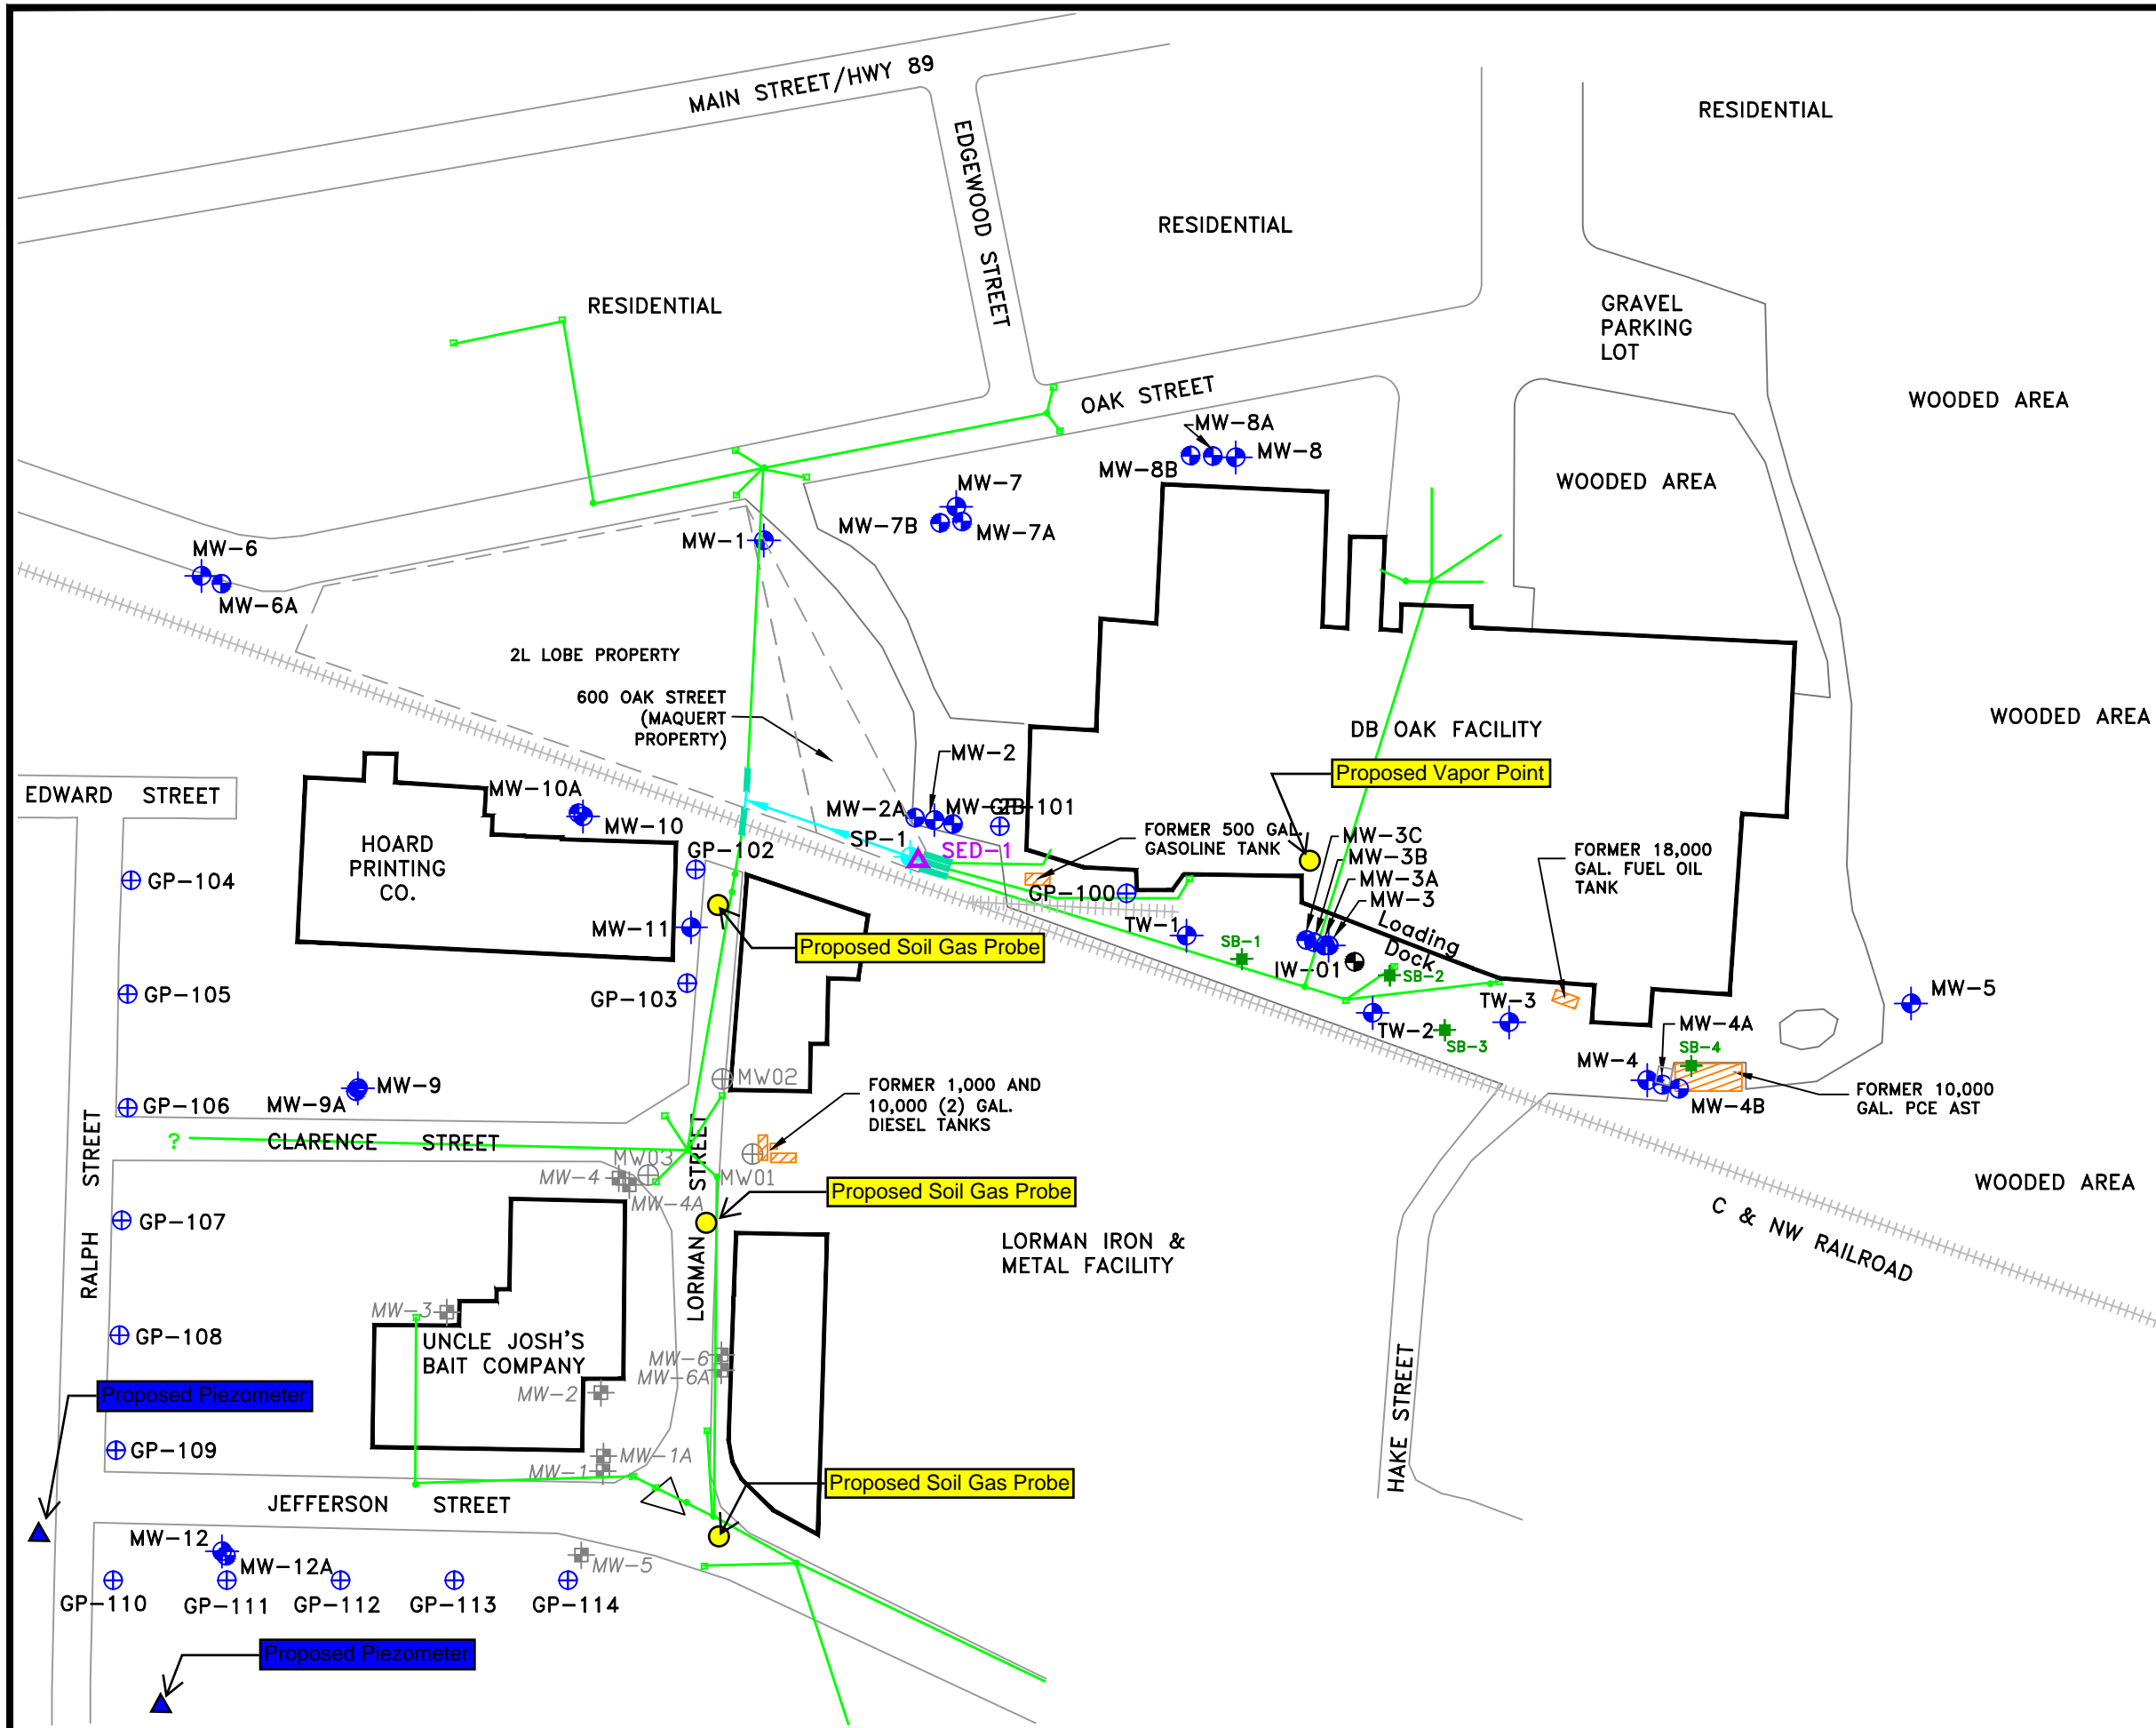 MAIN STREET/HWY 89
EDGEWOOD STREET
RESIDENTIAL
RESIDENTIAL
RESIDENTIAL
GRAVEL
PARKING
LOT
WOODED AREA
OAK STREET
MW-8A
MW-8
MW-8B
WOODED AREA
MW-7
MW-7B
MW-7A
MW-1
MW-6
MW-6A
2L LOBE PROPERTY
600 OAK STREET
(MAQUERT
PROPERTY)
DB OAK FACILITY
WOODED AREA
Proposed Vapor Point
MW-2
MW-2A
MW-2B
GP-101
SP-1
SED-1
FORMER 500 GAL.
GASOLINE TANK
MW-3C
MW-3B
MW-3A
MW-3
FORMER 18,000
GAL. FUEL OIL
TANK
EDWARD STREET
MW-10A
MW-10
HOARD
PRINTING
CO.
GP-102
GP-104
GP-100
TW-1
SB-1
Loading
Dock
IW-01
SB-2
MW-11
Proposed Soil Gas Probe
GP-103
GP-105
TW-3
TW-2
SB-3
MW-5
MW-4A
MW-4
SB-4
MW-4B
FORMER 10,000
GAL. PCE AST
MW02
FORMER 1,000 AND
10,000 (2) GAL.
DIESEL TANKS
MW-9
MW-9A
GP-106
?
CLARENCE STREET
MW03
MW-4
MW-4A
MW01
RALPH STREET
LORMAN STREET
Proposed Soil Gas Probe
GP-107
WOODED AREA
C & NW RAILROAD
LORMAN IRON &
METAL FACILITY
MW-3
UNCLE JOSH'S
BAIT COMPANY
GP-108
MW-6
MW-6A
MW-2
HAKE STREET
Proposed Piezometer
GP-109
MW-1A
MW-1
Proposed Soil Gas Probe
JEFFERSON STREET
MW-12
MW-12A
MW-5
GP-110
GP-111
GP-112
GP-113
GP-114
Proposed Piezometer